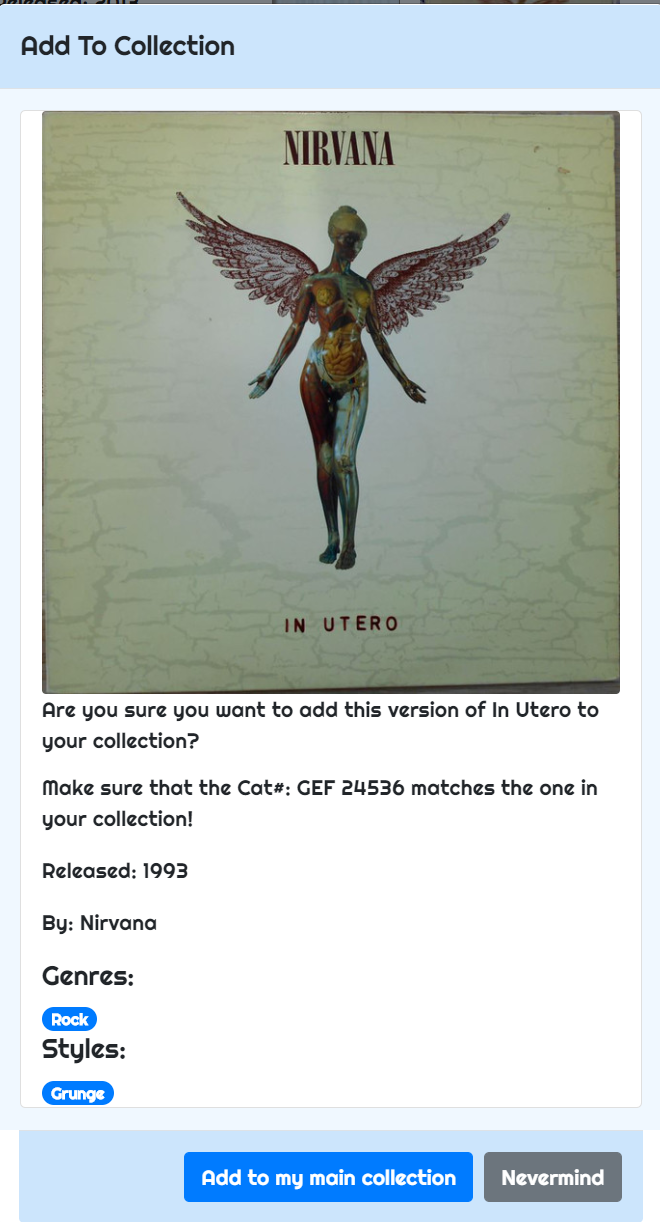 Released: 2013
Add To Collection
NIRVANA
IN UTERO
Are you sure you want to add this version of In Utero to
your collection?
Make sure that the Cat#: GEF 24536 matches the one in
your collection!
Released: 1993
By: Nirvana
Genres:
Rock
Styles:
Grunge
Add to my main collection
Nevermind